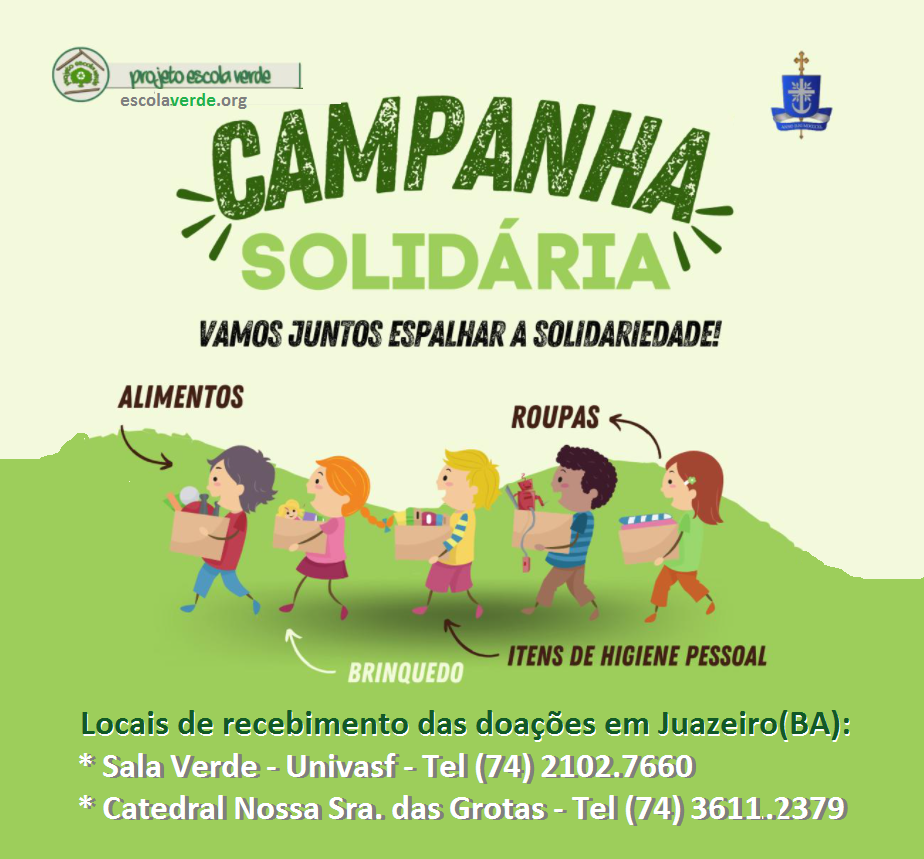 projeto escola verde
escolaverde.org
CAMPANHA
SOLIDÁRIA
VAMOS JUNTOS ESPALHAR A SOLIDARIEDADE!
ALIMENTOS
ROUPAS
ITENS DE HIGIENE PESSOAL
BRINQUEDO
Locais de recebimento das doações em Juazeiro(BA):
* Sala Verde - Univasf - Tel (74) 2102.7660
* Catedral Nossa Sra. das Grotas - Tel (74) 3611.2379